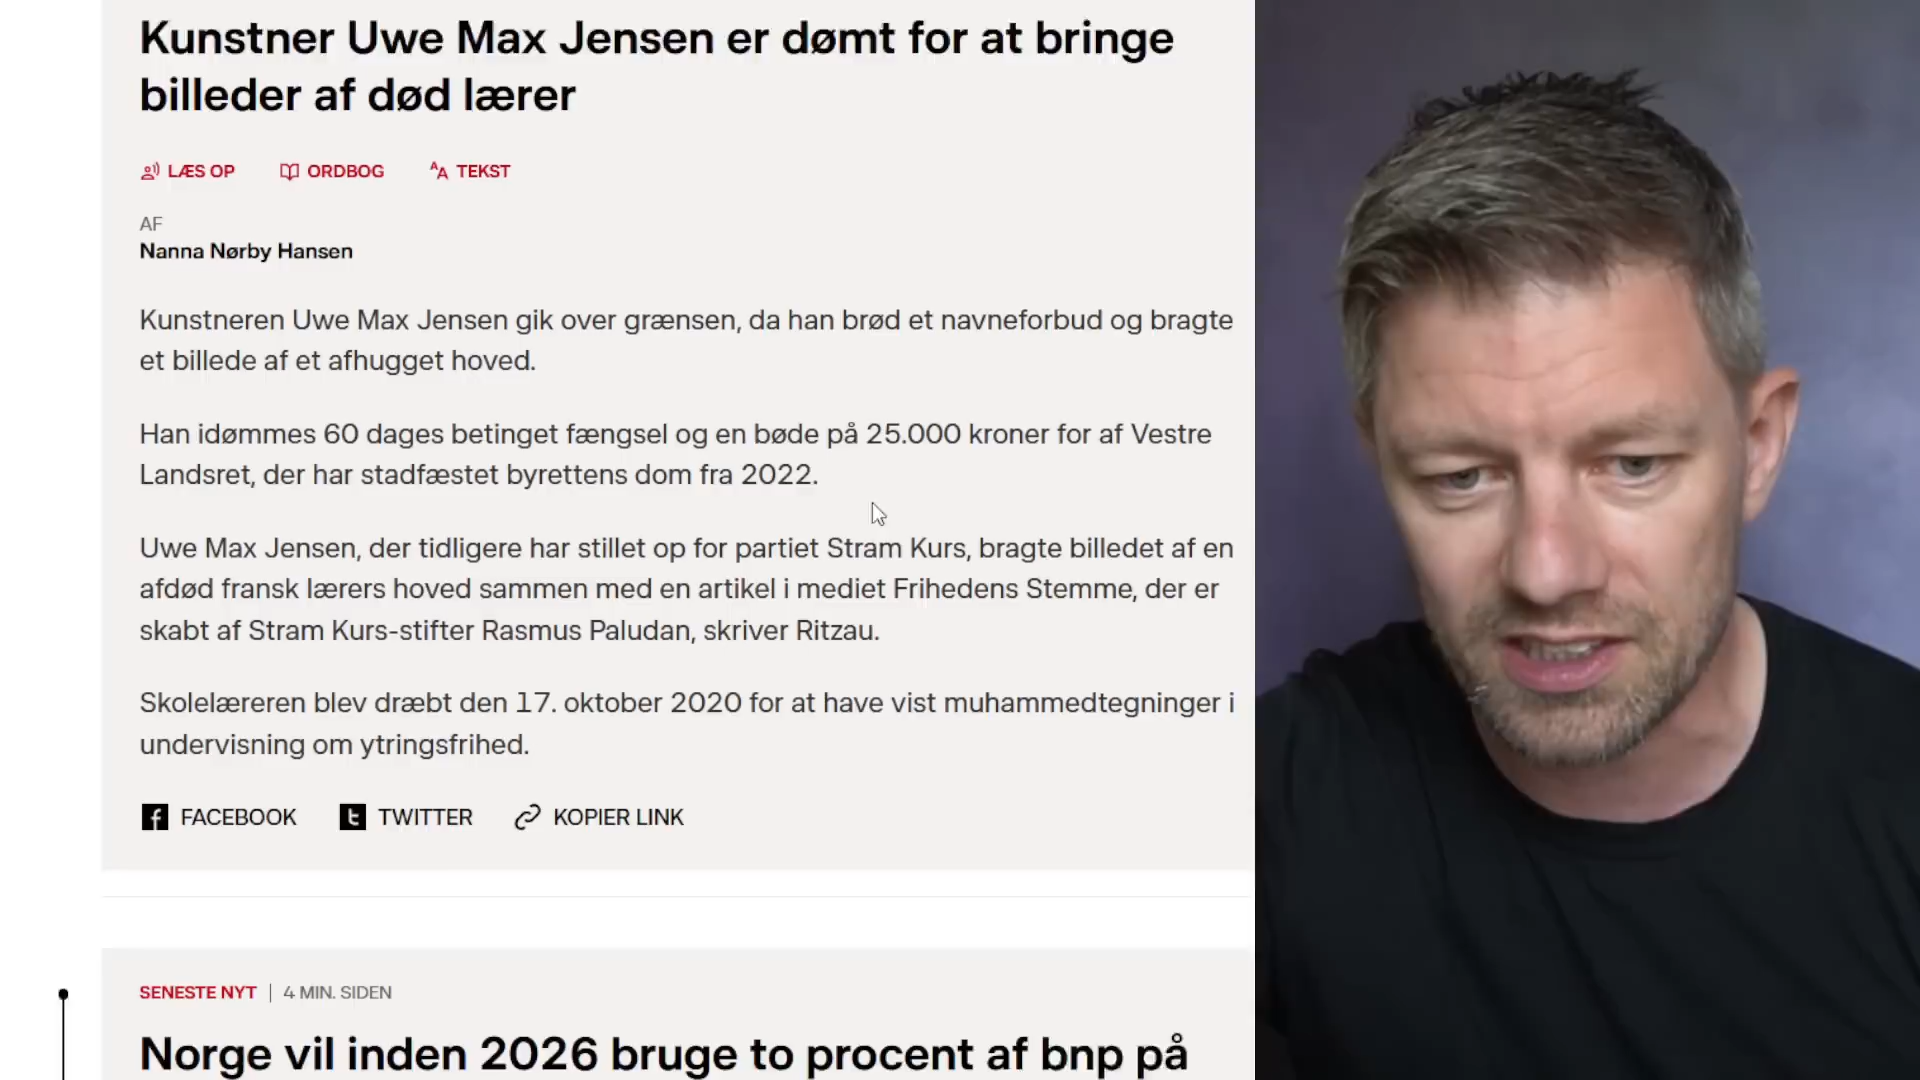 Kunstner Uwe Max Jensen er dømt for at bringe
billeder af død lærer
LÆS OP ORDBOG TEKST
AF
Nanna Nørby Hansen
Kunstneren Uwe Max Jensen gik over grænsen, da han brød et navneforbud og bragte
et billede af et afhugget hoved.
Han idømmes 60 dages betinget fængsel og en bøde på 25.000 kroner for af Vestre
Landsret, der har stadfæstet byrettens dom fra 2022.
Uwe Max Jensen, der tidligere har stillet op for partiet Stram Kurs, bragte billedet af en
afdød fransk lærers hoved sammen med en artikel i mediet Frihedens Stemme, der er
skabt af Stram Kurs-stifter Rasmus Paludan, skriver Ritzau.
Skolelæreren blev dræbt den 17. oktober 2020 for at have vist muhammedtegninger i
undervisning om ytringsfrihed.
FACEBOOK TWITTER KOPIER LINK
SENESTE NYT | 4 MIN. SIDEN
Norge vil inden 2026 bruge to procent af bnp på